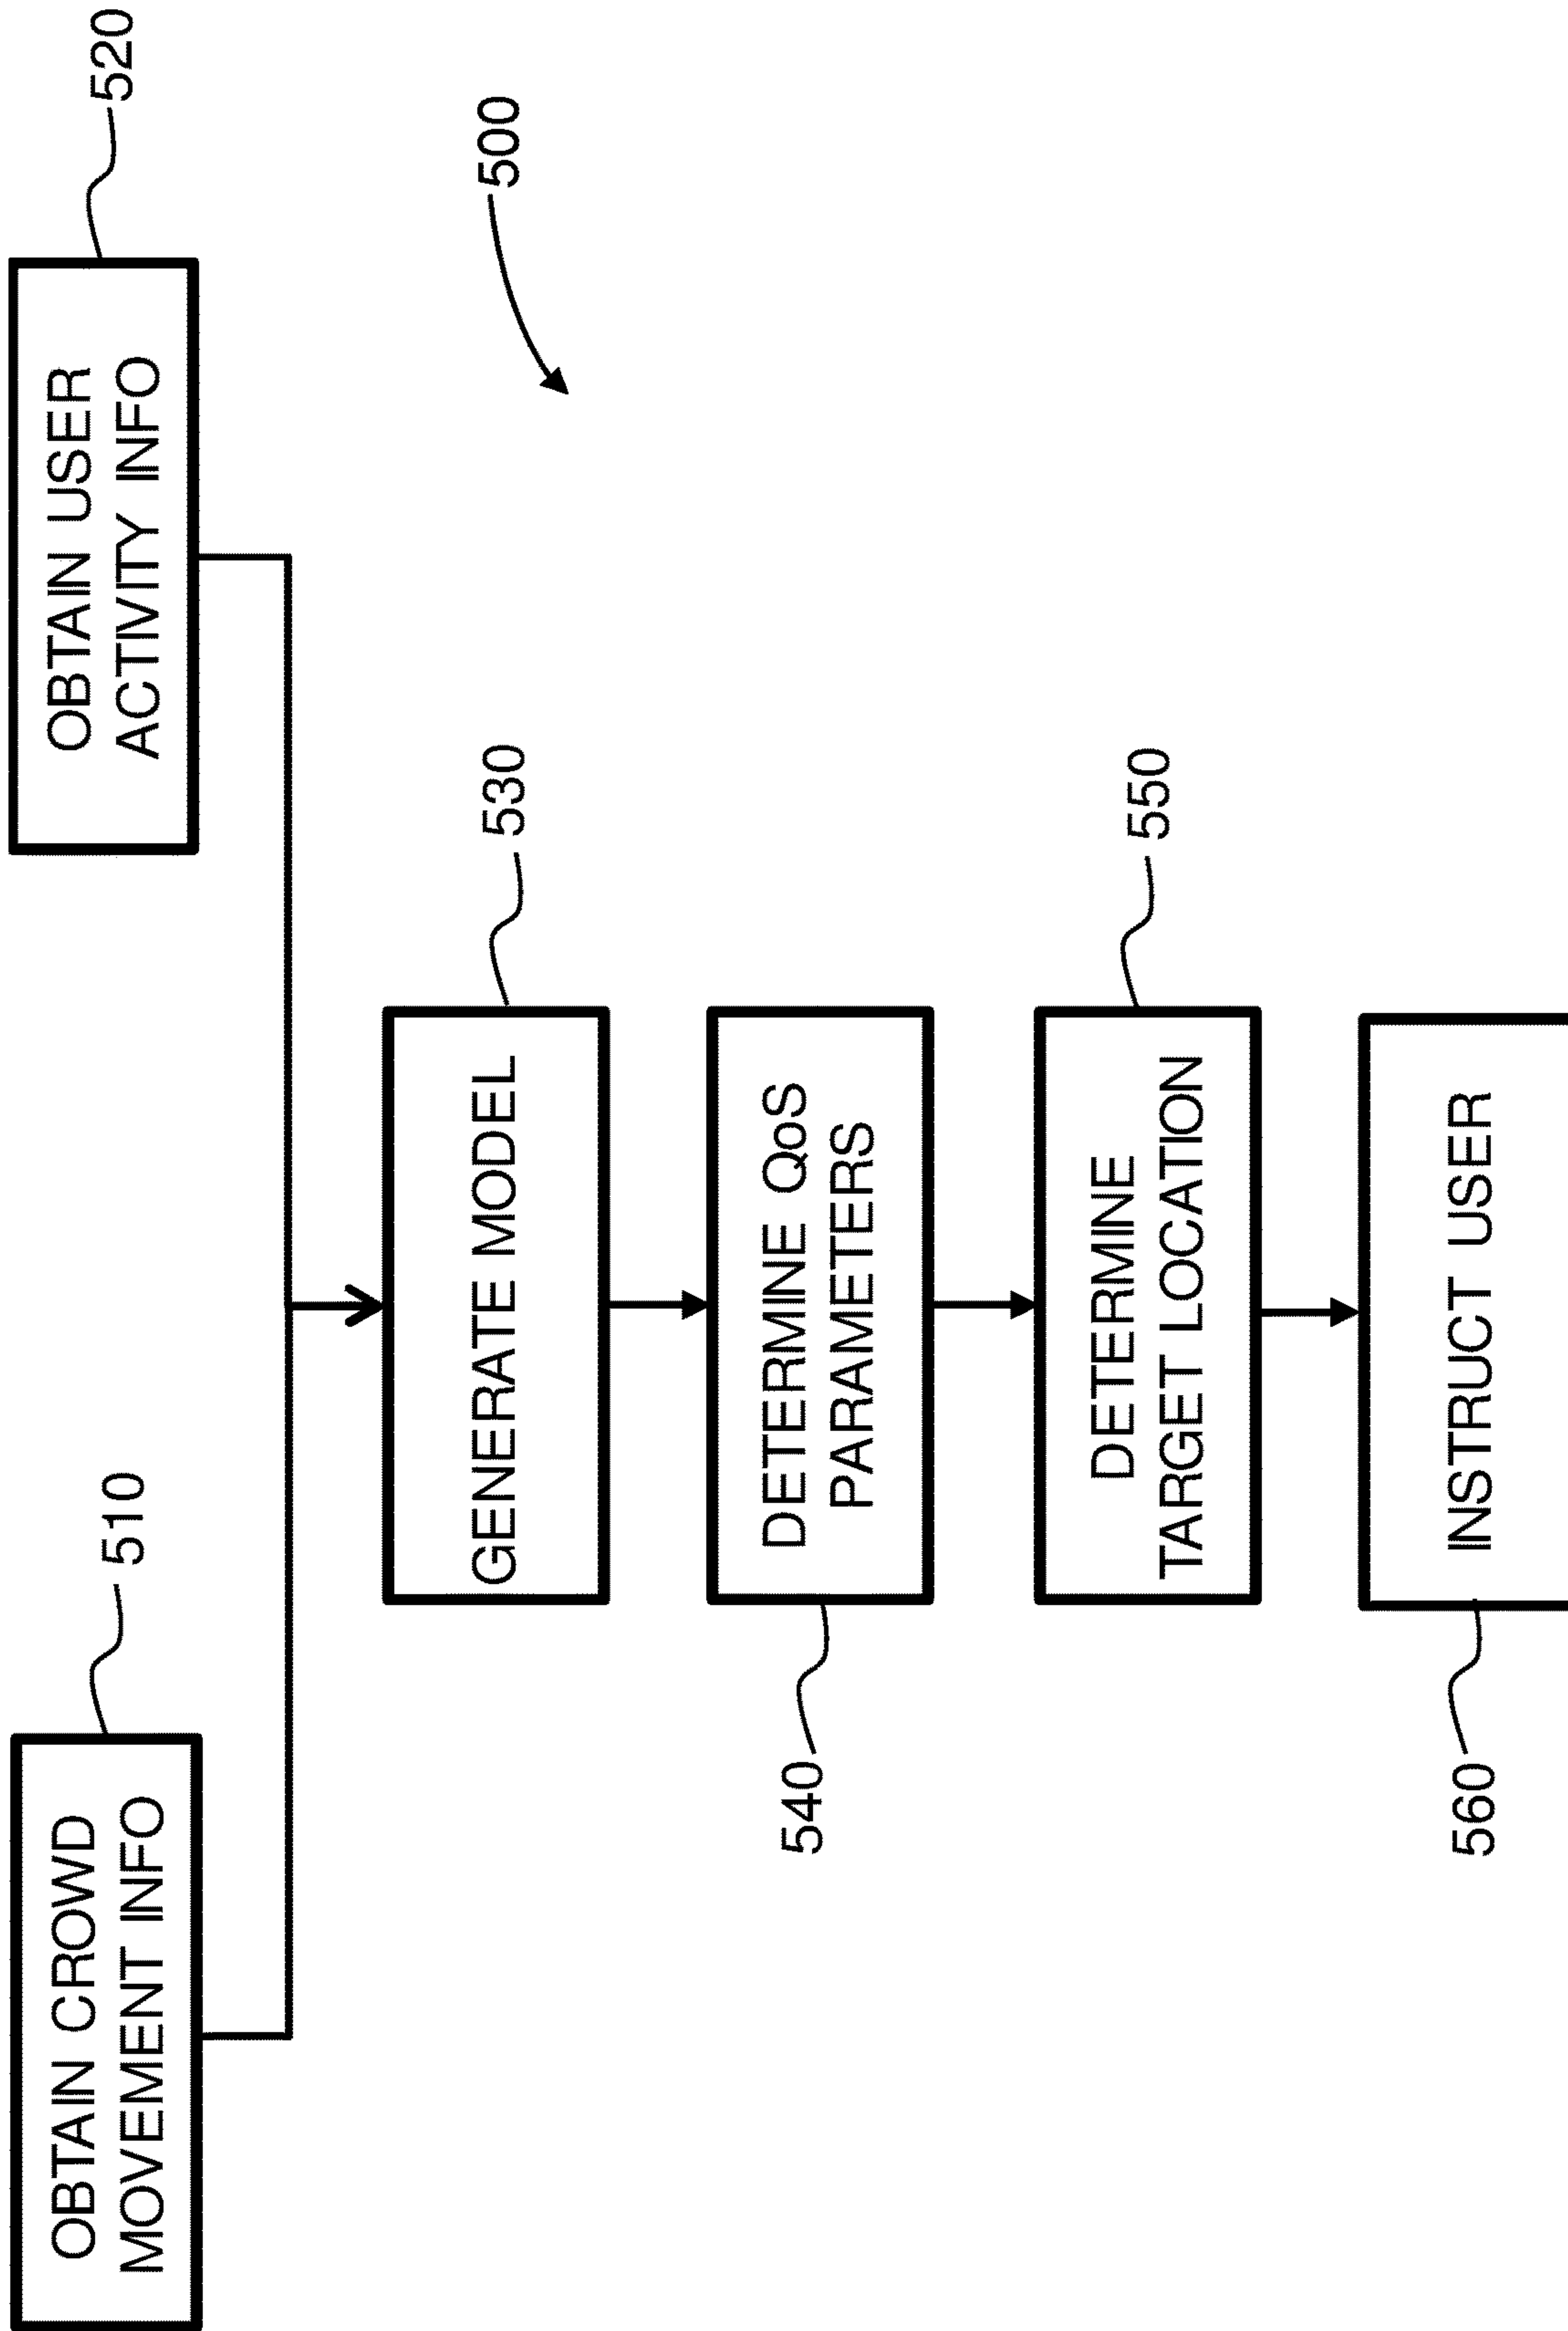 OBTAIN CROWD
MOVEMENT INFO
510
OBTAIN USER
ACTIVITY INFO
520
500
GENERATE MODEL
530
DETERMINE QoS
PARAMETERS
540
DETERMINE
TARGET LOCATION
550
INSTRUCT USER
560